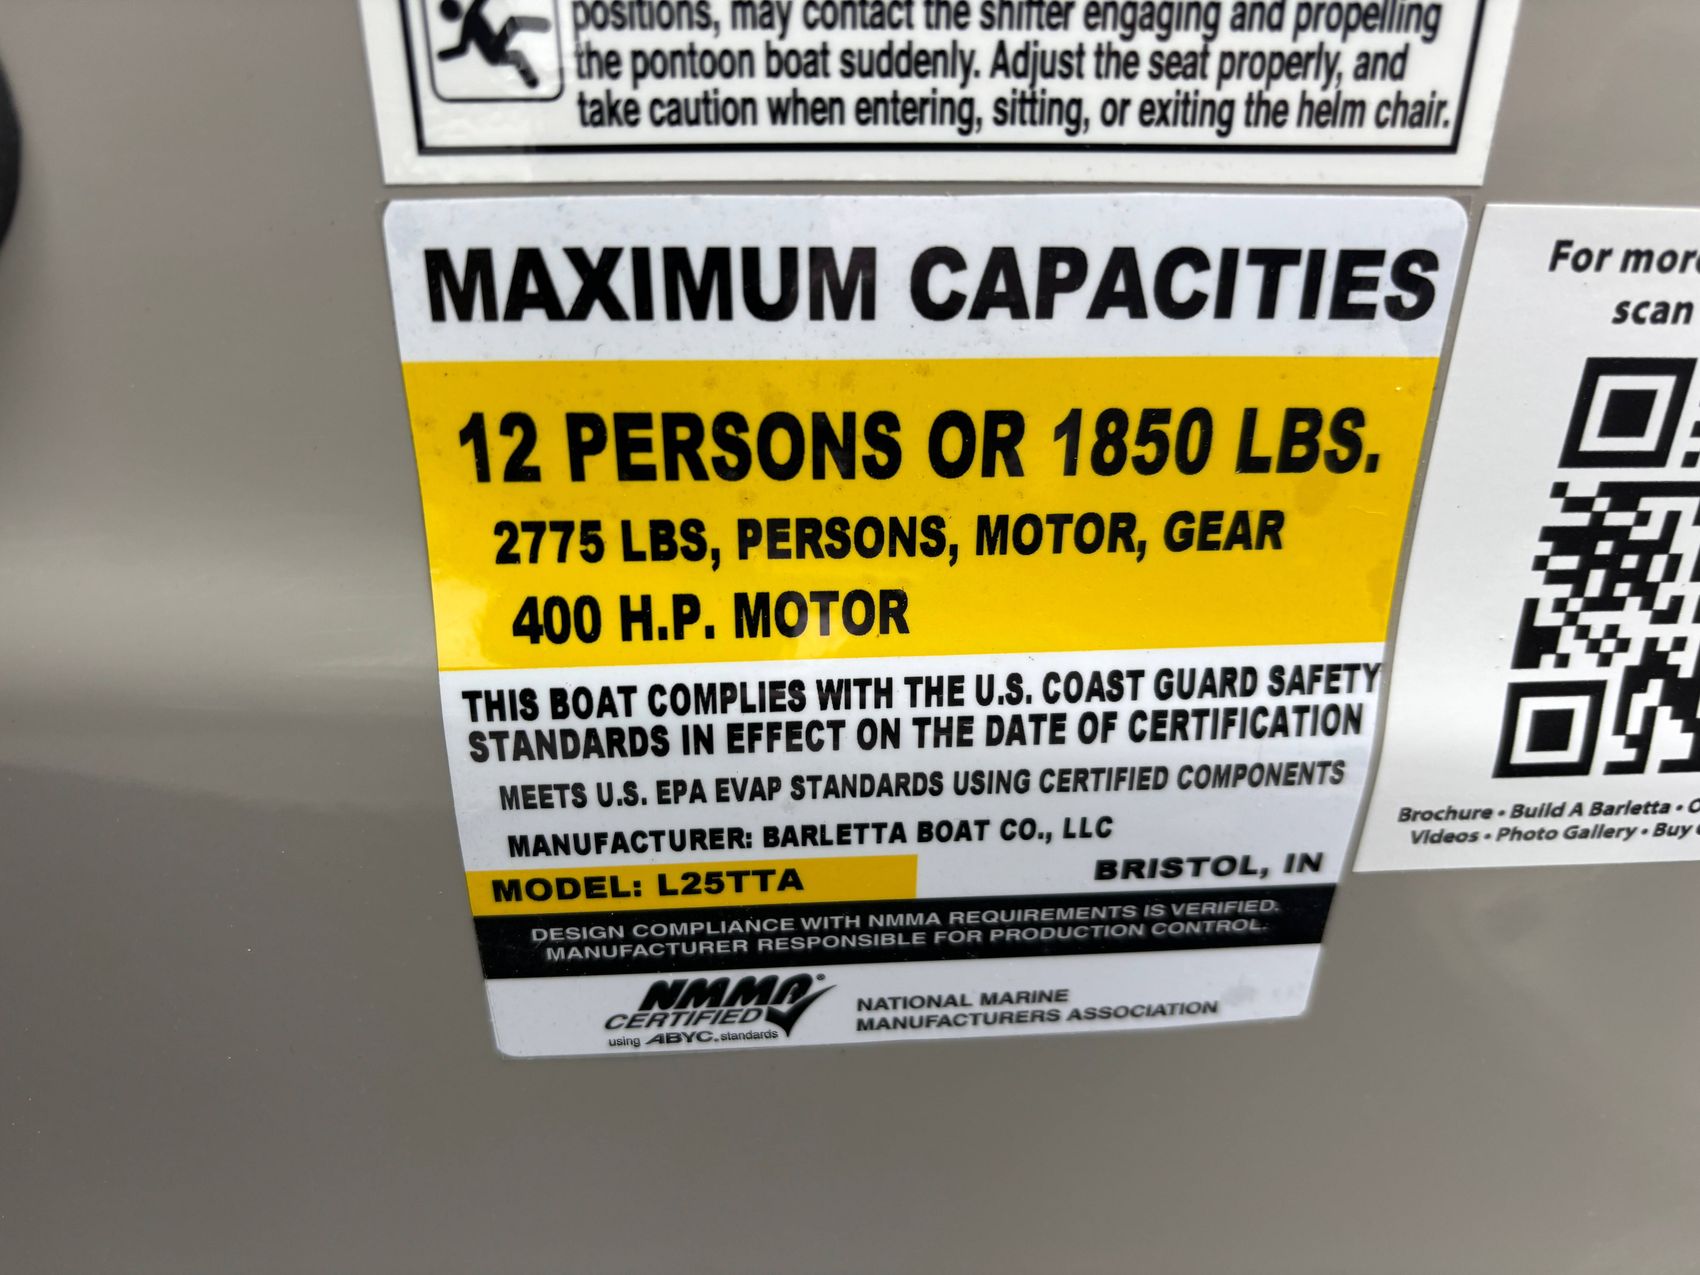 positions, may contact the shifter engaging and propelling
the pontoon boat suddenly. Adjust the seat properly, and
take caution when entering, sitting, or exiting the helm chair.
MAXIMUM CAPACITIES
12 PERSONS OR 1850 LBS.
2775 LBS, PERSONS, MOTOR, GEAR
400 H.P. MOTOR
THIS BOAT COMPLIES WITH THE U.S. COAST GUARD SAFETY
STANDARDS IN EFFECT ON THE DATE OF CERTIFICATION
MEETS U.S. EPA EVAP STANDARDS USING CERTIFIED COMPONENTS
MANUFACTURER: BARLETTA BOAT CO., LLC
MODEL: L25TTA
BRISTOL, IN
DESIGN COMPLIANCE WITH NMMA REQUIREMENTS IS VERIFIED.
MANUFACTURER RESPONSIBLE FOR PRODUCTION CONTROL.
NMMA®
CERTIFIED
using ABYC. standards
NATIONAL MARINE
MANUFACTURERS ASSOCIATION
For more
scan
Brochure • Build A Barletta •
Videos • Photo Gallery • Buy